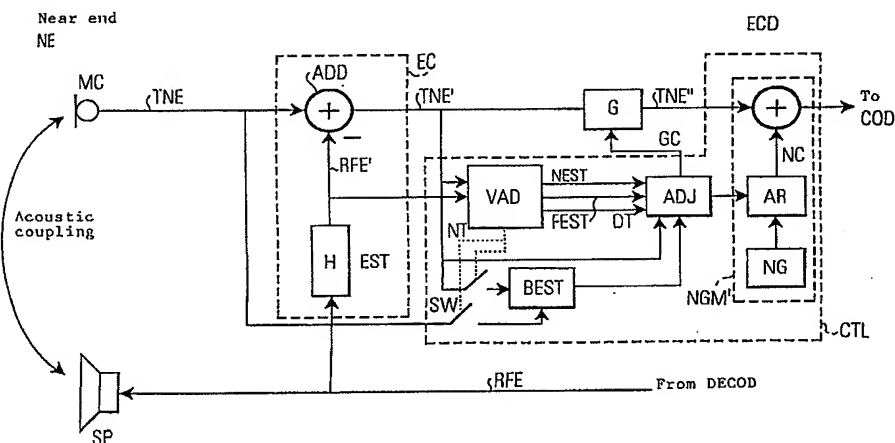 Near end
NE
ECD
MC
TNE
ADD
EC
TNE'
G
TNE"
To
COD
+
+
−
RFE'
GC
NC
NEST
VAD
ADJ
AR
FEST
DT
NT
Acoustic
coupling
H
EST
SW
BEST
NG
NGM'
CTL
RFE
From DECOD
SP